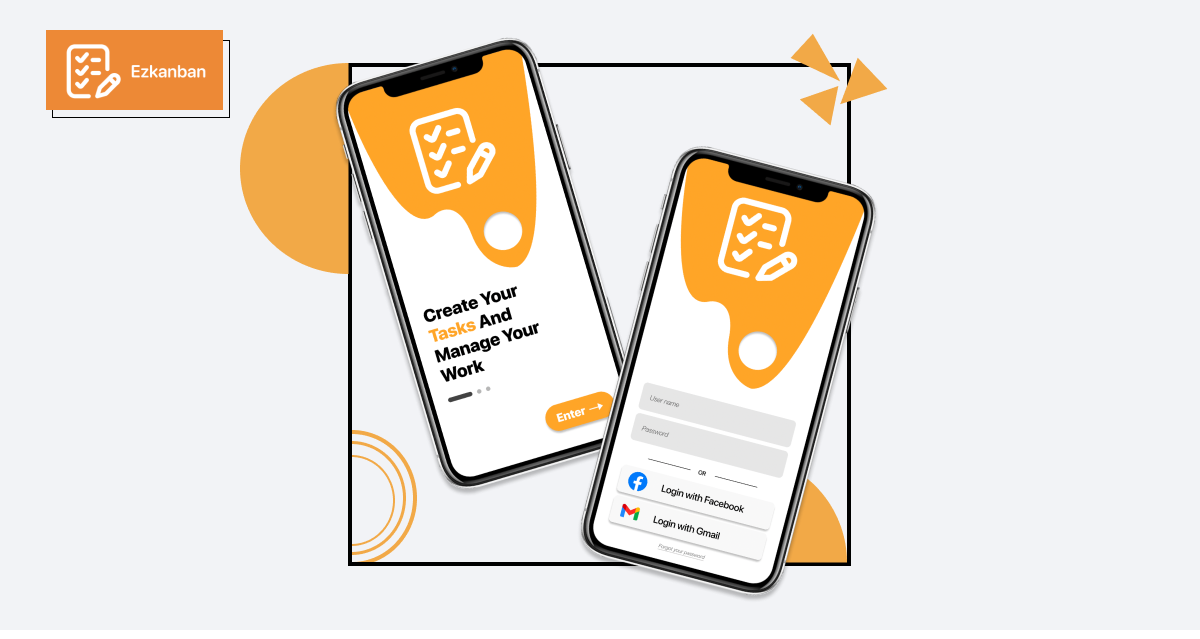 Ezkanban
Create Your
Tasks And
Manage Your
Work
Enter
User name
Password
OR
Login with Facebook
Login with Gmail
Forgot your password